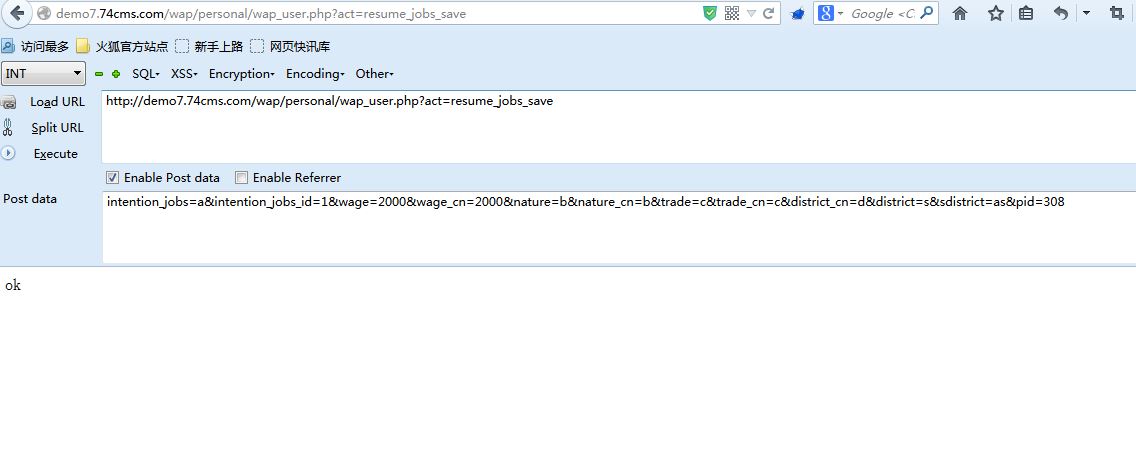 demo7.74cms.com/wap/personal/wap_user.php?act=resume_jobs_save
Google <C
访问最多 火狐官方站点 新手上路 网页快讯库
INT SQL XSS Encryption Encoding Other
Load URL http://demo7.74cms.com/wap/personal/wap_user.php?act=resume_jobs_save
Split URL
Execute
Enable Post data Enable Referrer
Post data intention_jobs=a&intention_jobs_id=1&wage=2000&wage_cn=2000&nature=b&nature_cn=b&trade=c&trade_cn=c&district_cn=d&district=s&sdistrict=as&pid=308
ok